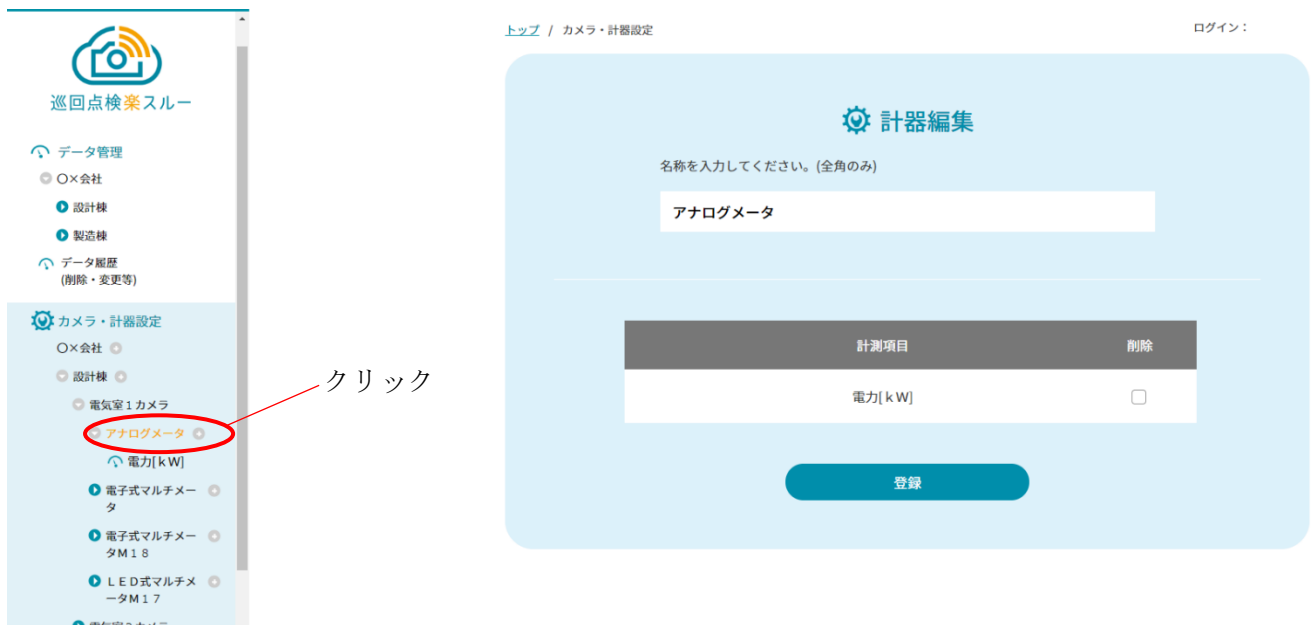 巡回点検楽スルー
データ管理
〇×会社
設計棟
製造棟
データ履歴
(削除・変更等)
カメラ・計器設定
〇×会社
設計棟
電気室1カメラ
アナログメータ
電力[ｋW]
電子式マルチメー
タ
電子式マルチメー
タM１８
ＬＥＤ式マルチメ
ータM１７
クリック
トップ / カメラ・計器設定
ログイン：
計器編集
名称を入力してください。(全角のみ)
アナログメータ
計測項目 削除
電力[ｋW]
登録